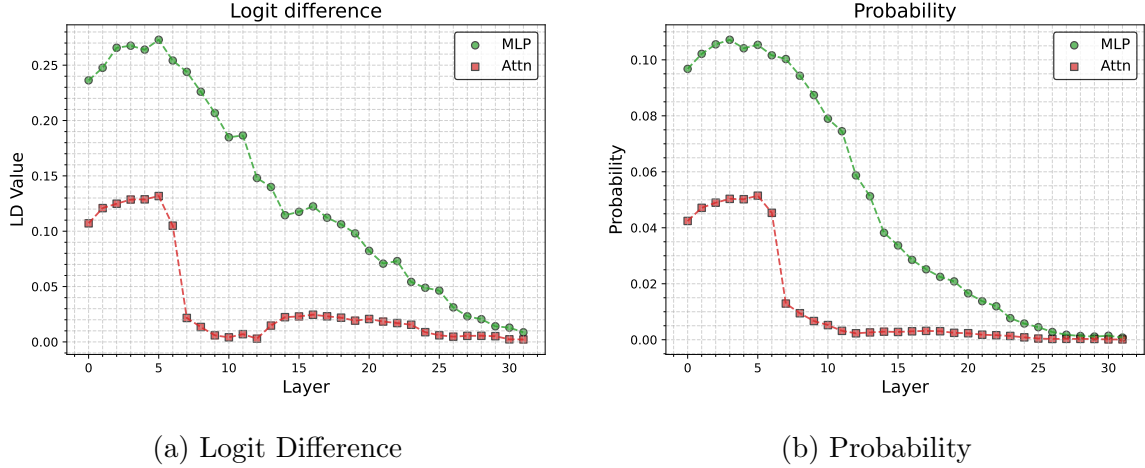 Logit difference
MLP
Attn
LD Value
0.25
0.20
0.15
0.10
0.05
0.00
0
5
10
15
20
25
30
Layer
(a) Logit Difference
Probability
MLP
Attn
Probability
0.10
0.08
0.06
0.04
0.02
0.00
0
5
10
15
20
25
30
Layer
(b) Probability